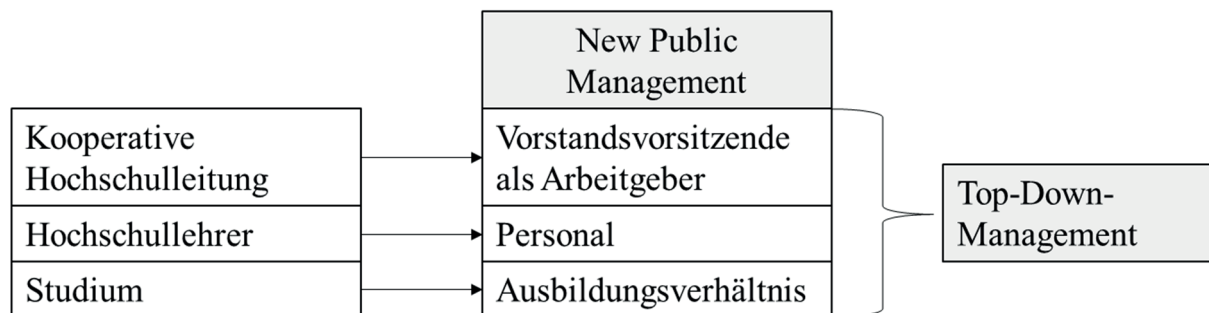 New Public
Management
Kooperative
Hochschulleitung
Vorstandsvorsitzende
als Arbeitgeber
Hochschullehrer
Personal
Studium
Ausbildungsverhältnis
Top-Down-
Management